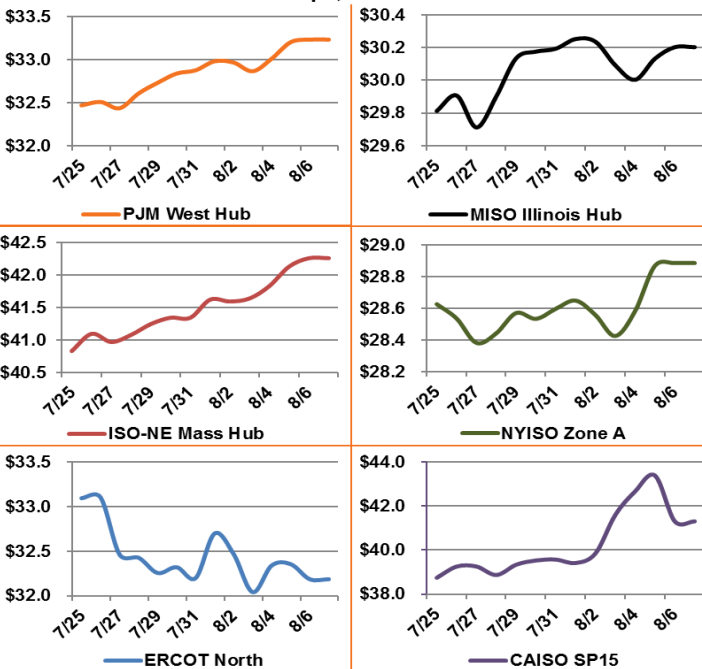 $33.5
$33.0
$32.5
$32.0
7/25 7/27 7/29 7/31 8/2 8/4 8/6
PJM West Hub
$30.4
$30.2
$30.0
$29.8
$29.6
7/25 7/27 7/29 7/31 8/2 8/4 8/6
MISO Illinois Hub
$42.5
$42.0
$41.5
$41.0
$40.5
7/25 7/27 7/29 7/31 8/2 8/4 8/6
ISO-NE Mass Hub
$29.0
$28.8
$28.6
$28.4
$28.2
7/25 7/27 7/29 7/31 8/2 8/4 8/6
NYISO Zone A
$33.5
$33.0
$32.5
$32.0
7/25 7/27 7/29 7/31 8/2 8/4 8/6
ERCOT North
$44.0
$42.0
$40.0
$38.0
7/25 7/27 7/29 7/31 8/2 8/4 8/6
CAISO SP15